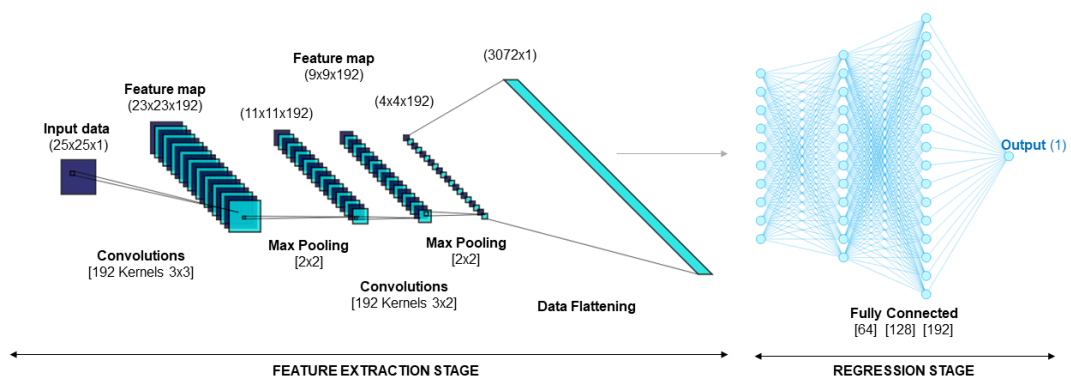 Input data
(25x25x1)
Feature map
(23x23x192)
Convolutions
[192 Kernels 3x3]
(11x11x192)
Max Pooling
[2x2]
Feature map
(9x9x192)
Convolutions
[192 Kernels 3x2]
(4x4x192)
Max Pooling
[2x2]
(3072x1)
Data Flattening
FEATURE EXTRACTION STAGE
Output (1)
Fully Connected
[64] [128] [192]
REGRESSION STAGE